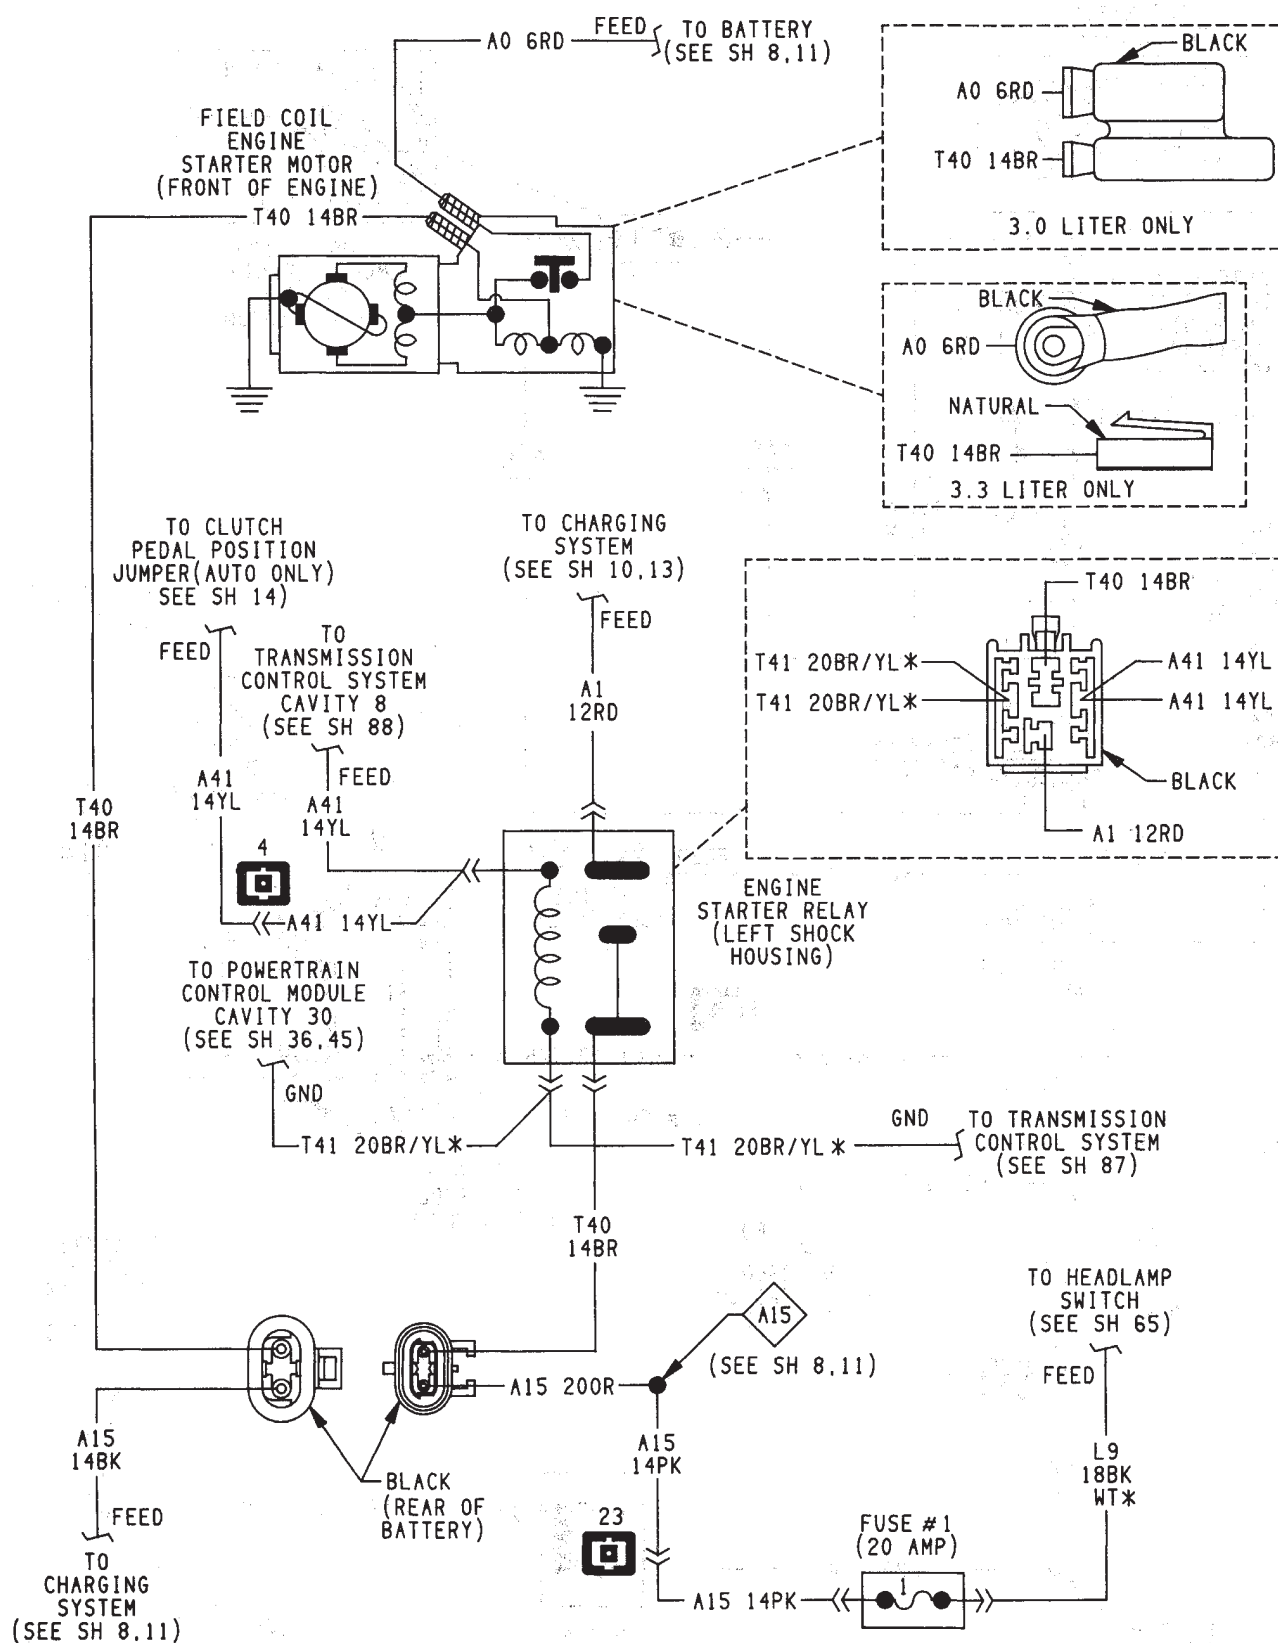 A0 6RD
FEED
TO BATTERY
(SEE SH 8,11)
BLACK
A0 6RD
T40 14BR
3.0 LITER ONLY
FIELD COIL
ENGINE
STARTER MOTOR
(FRONT OF ENGINE)
T40 14BR
BLACK
A0 6RD
NATURAL
T40 14BR
3.3 LITER ONLY
TO CLUTCH
PEDAL POSITION
JUMPER(AUTO ONLY)
SEE SH 14)
FEED
TO
TRANSMISSION
CONTROL SYSTEM
CAVITY 8
(SEE SH 88)
FEED
TO CHARGING
SYSTEM
(SEE SH 10,13)
FEED
A1
12RD
T40 14BR
T41 20BR/YL*
T41 20BR/YL*
A41 14YL
A41 14YL
BLACK
A1 12RD
T40
14BR
A41
14YL
A41
14YL
4
A41 14YL
ENGINE
STARTER RELAY
(LEFT SHOCK
HOUSING)
TO POWERTRAIN
CONTROL MODULE
CAVITY 30
(SEE SH 36,45)
GND
T41 20BR/YL*
T41 20BR/YL*
GND
TO TRANSMISSION
CONTROL SYSTEM
(SEE SH 87)
T40
14BR
A15
(SEE SH 8,11)
TO HEADLAMP
SWITCH
(SEE SH 65)
FEED
A15 20OR
A15
14BK
FEED
TO
CHARGING
SYSTEM
(SEE SH 8,11)
BLACK
(REAR OF
BATTERY)
A15
14PK
23
A15 14PK
FUSE #1
(20 AMP)
1
L9
18BK
WT*